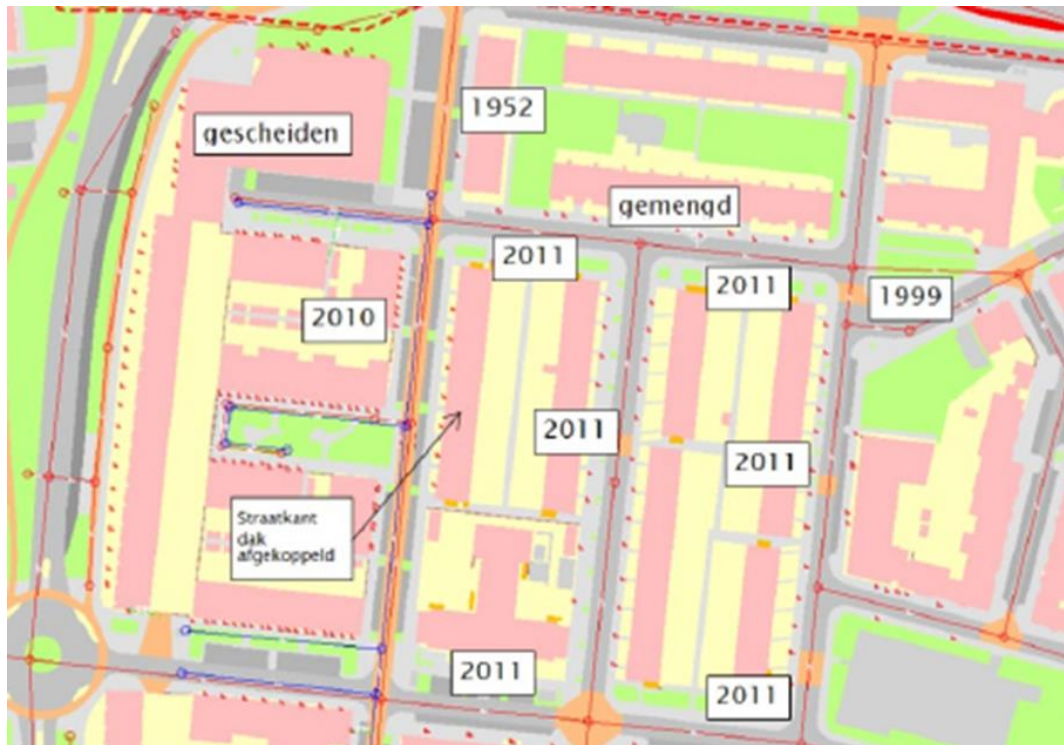 1952
gescheiden
gemengd
2011
2011
1999
2010
2011
2011
Straatkant
dak
afgekoppeld
2011
2011